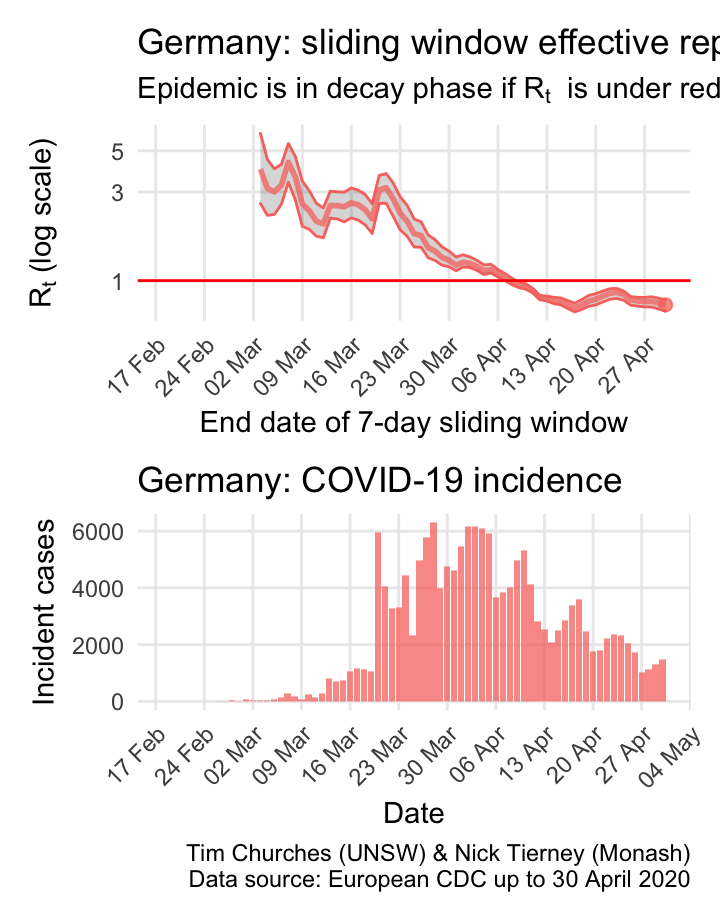 Germany: sliding window effective rep
Epidemic is in decay phase if Rt is under red
Rt (log scale)
5
3
1
17 Feb
24 Feb
02 Mar
09 Mar
16 Mar
23 Mar
30 Mar
06 Apr
13 Apr
20 Apr
27 Apr
End date of 7-day sliding window
Germany: COVID-19 incidence
Incident cases
6000
4000
2000
0
17 Feb
24 Feb
02 Mar
09 Mar
16 Mar
23 Mar
30 Mar
06 Apr
13 Apr
20 Apr
27 Apr
04 May
Date
Tim Churches (UNSW) & Nick Tierney (Monash)
Data source: European CDC up to 30 April 2020